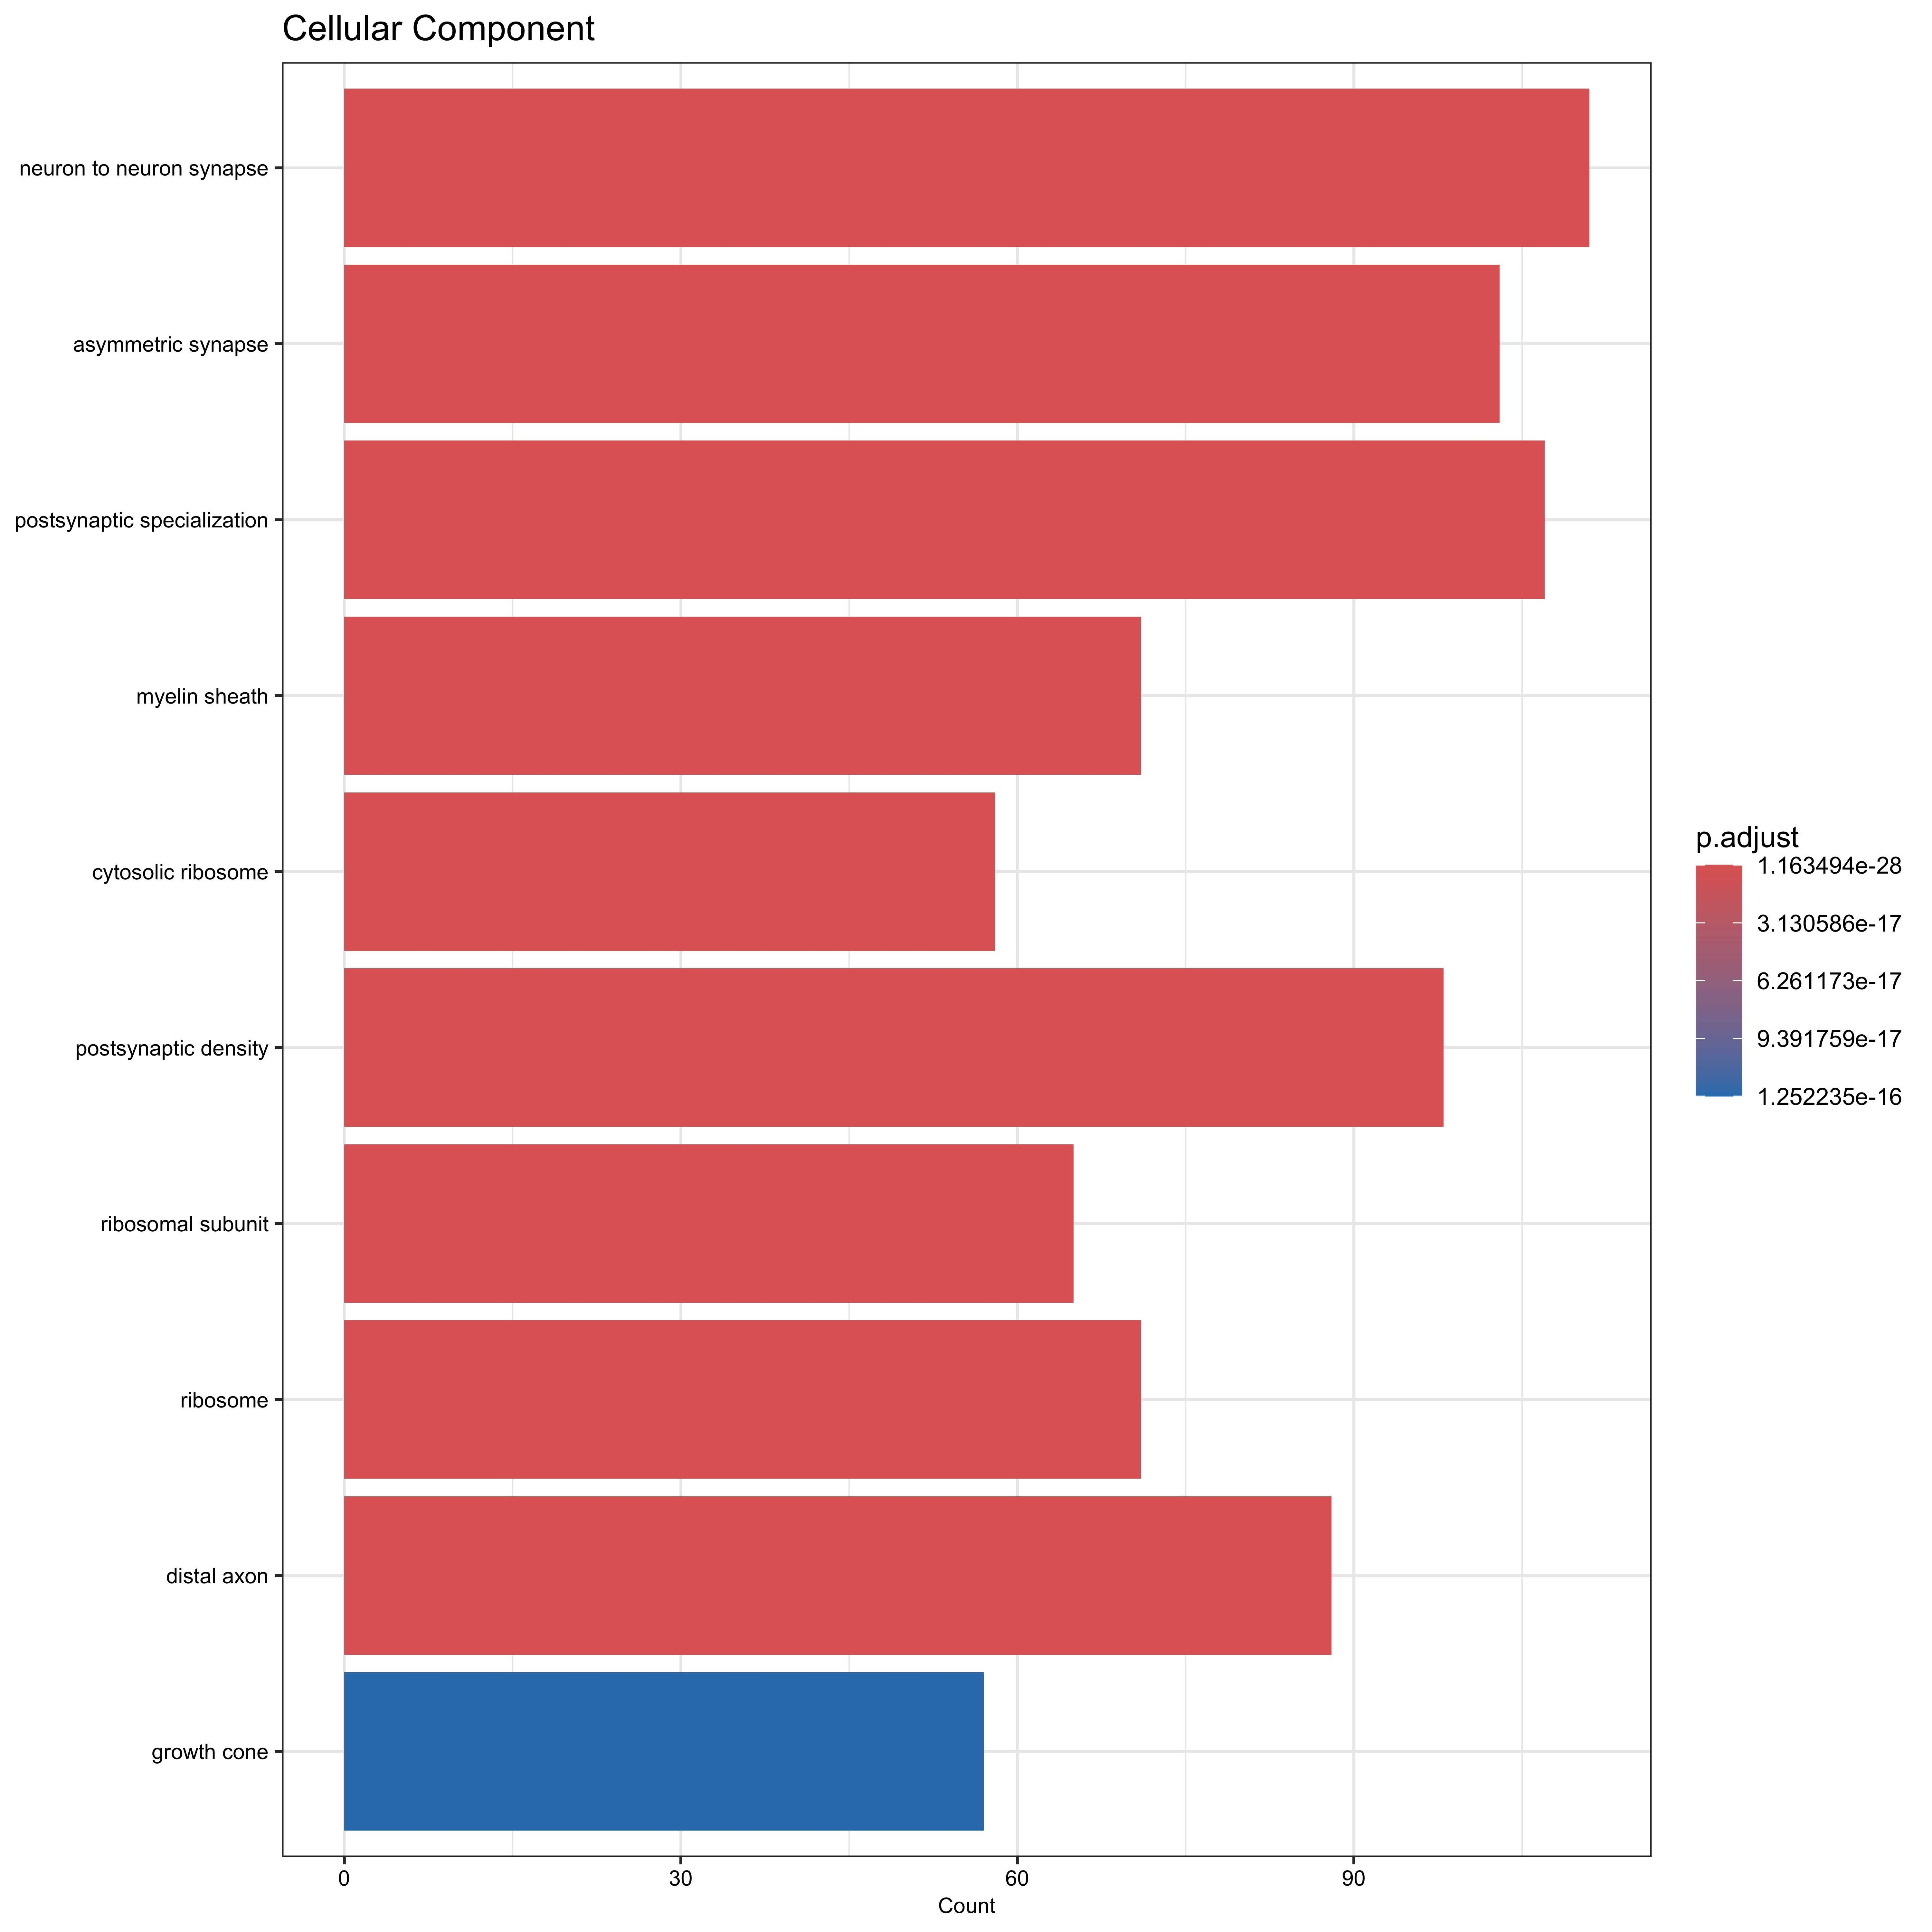 Cellular Component
neuron to neuron synapse
asymmetric synapse
postsynaptic specialization
myelin sheath
cytosolic ribosome
postsynaptic density
ribosomal subunit
ribosome
distal axon
growth cone
0
30
60
90
Count
p.adjust
1.163494e-28
3.130586e-17
6.261173e-17
9.391759e-17
1.252235e-16